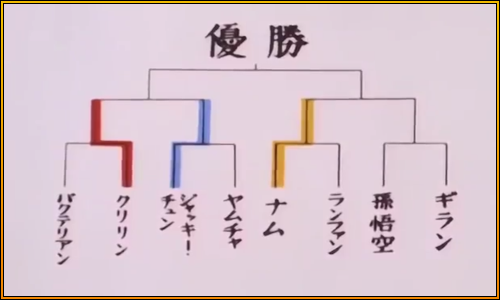 優勝
バクテリアン
クリリン
ジャッキー・
チュン
ヤムチャ
ナム
ランファン
孫悟空
ギラン